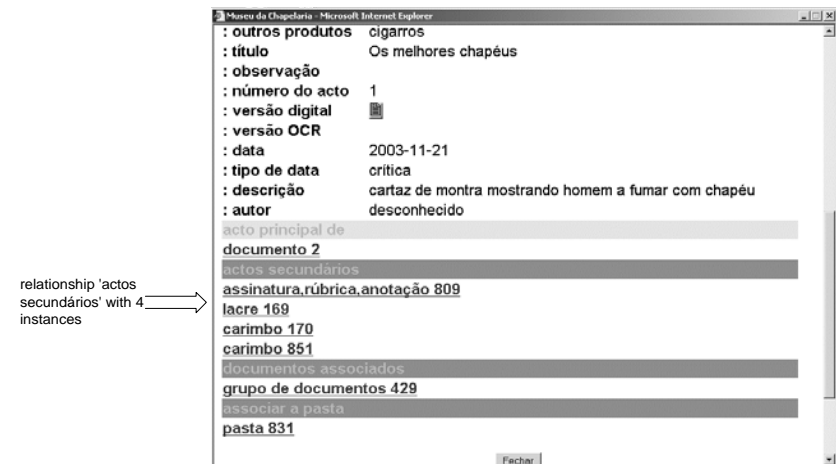 Museu da Chapelaria - Microsoft Internet Explorer
: outros produtos cigarros
: título Os melhores chapéus
: observação
: número do acto 1
: versão digital
: versão OCR
: data 2003-11-21
: tipo de data crítica
: descrição cartaz de montra mostrando homem a fumar com chapéu
: autor desconhecido
acto principal de
documento 2
actos secundários
assinatura,rúbrica,anotação 809
relationship 'actos
secundários' with 4
instances
lacre 169
carimbo 170
carimbo 851
documentos associados
grupo de documentos 429
associar a pasta
pasta 831
Fechar